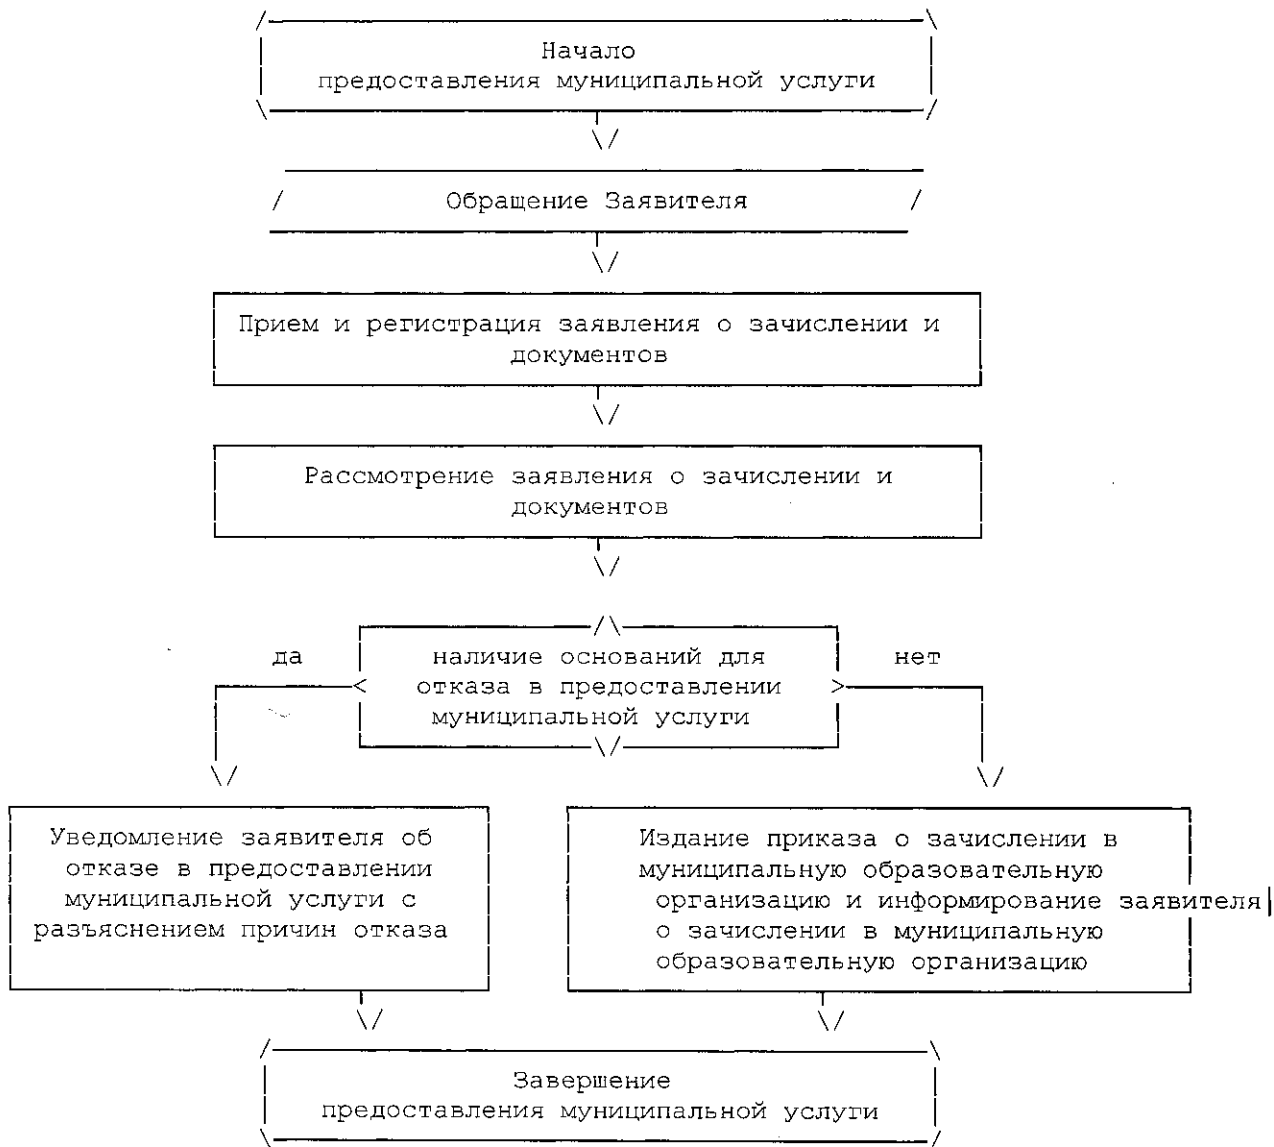 Начало
предоставления муниципальной услуги
Обращение Заявителя
Прием и регистрация заявления о зачислении и
документов
Рассмотрение заявления о зачислении и
документов
да
наличие оснований для
отказа в предоставлении
муниципальной услуги
нет
Уведомление заявителя об
отказе в предоставлении
муниципальной услуги с
разъяснением причин отказа
Издание приказа о зачислении в
муниципальную образовательную
организацию и информирование заявителя
о зачислении в муниципальную
образовательную организацию
Завершение
предоставления муниципальной услуги